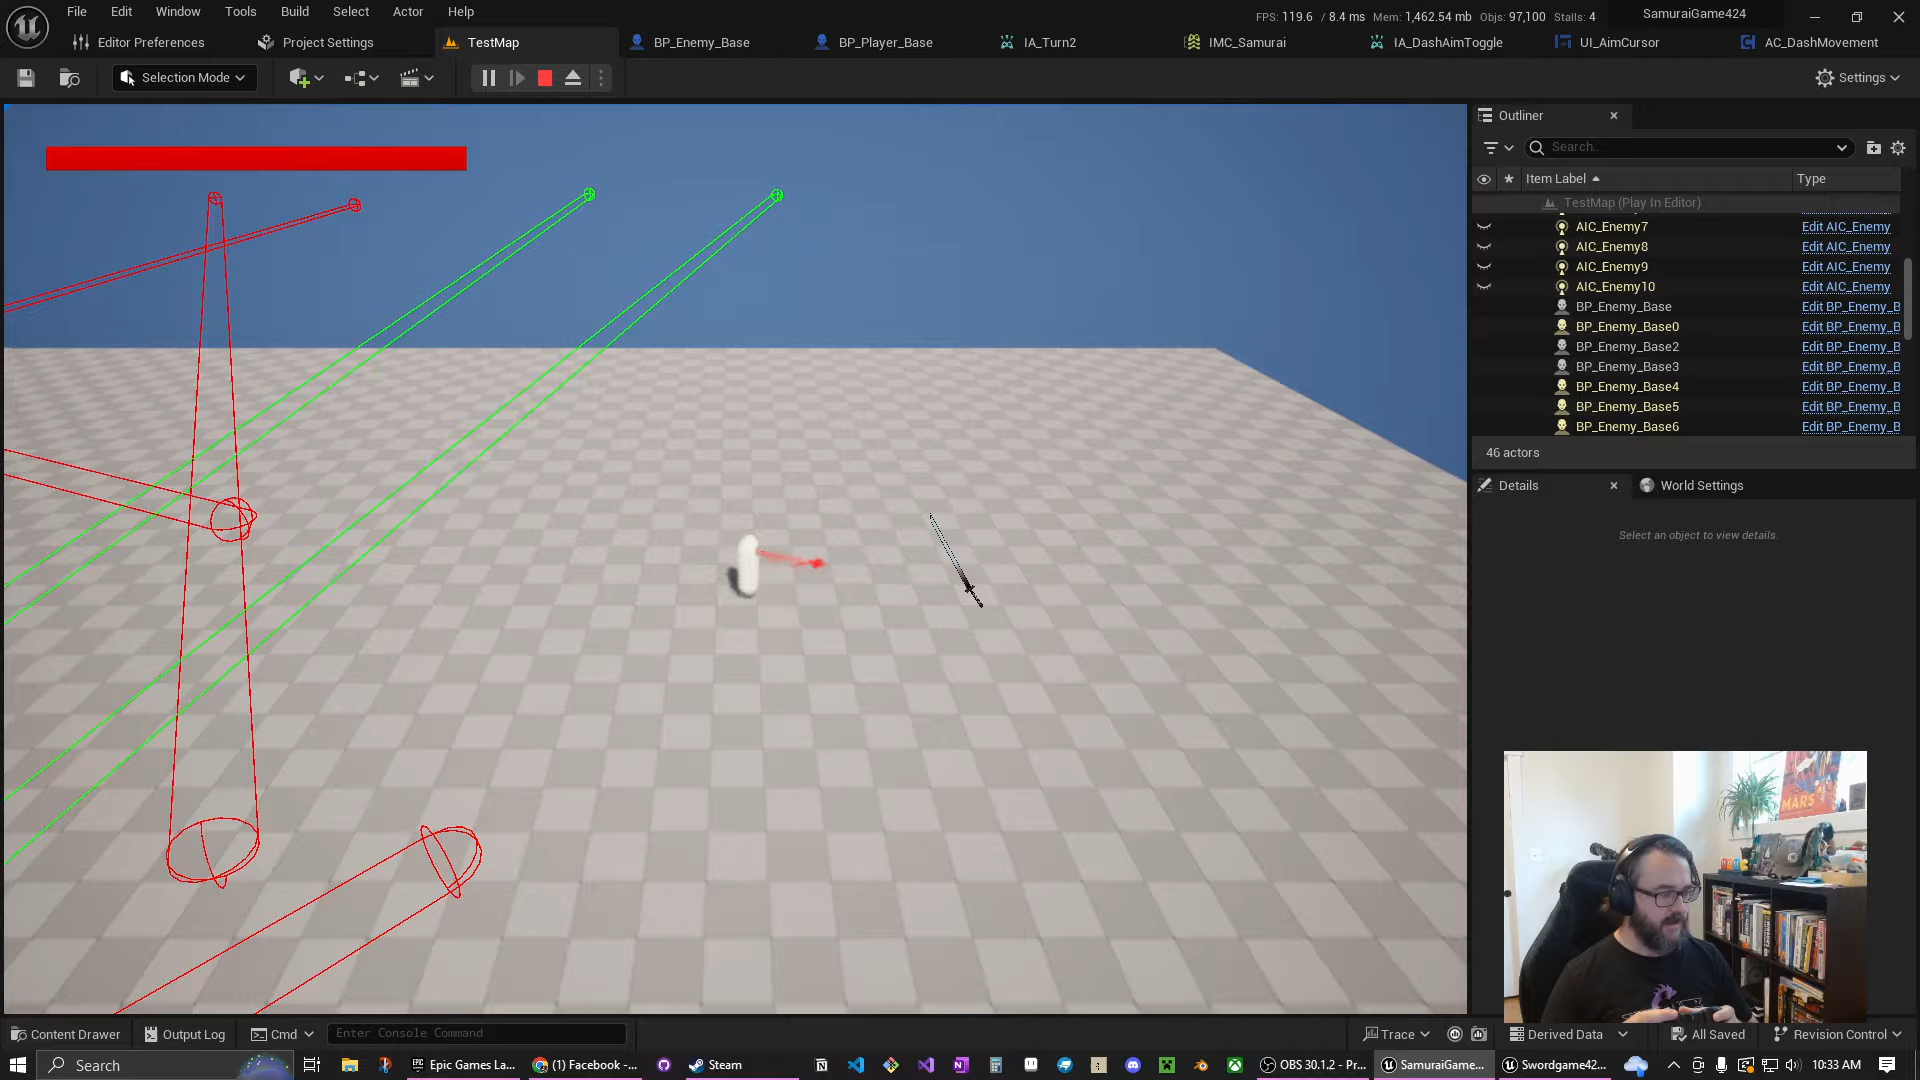 File Edit Window Tools Build Select Actor Help
FPS: 119.6 / 8.4 ms Mem: 1,462.54 mb Objs: 97,100 Stalls: 4
SamuraiGame424
Editor Preferences
Project Settings
TestMap
BP_Enemy_Base
BP_Player_Base
IA_Turn2
IMC_Samurai
IA_DashAimToggle
UI_AimCursor
AC_DashMovement
Selection Mode
Settings
Outliner
Search...
Item Label
Type
TestMap (Play In Editor)
AIC_Enemy7 Edit AIC_Enemy
AIC_Enemy8 Edit AIC_Enemy
AIC_Enemy9 Edit AIC_Enemy
AIC_Enemy10 Edit AIC_Enemy
BP_Enemy_Base Edit BP_Enemy_B
BP_Enemy_Base0 Edit BP_Enemy_B
BP_Enemy_Base2 Edit BP_Enemy_B
BP_Enemy_Base3 Edit BP_Enemy_B
BP_Enemy_Base4 Edit BP_Enemy_B
BP_Enemy_Base5 Edit BP_Enemy_B
BP_Enemy_Base6 Edit BP_Enemy_B
46 actors
Details
World Settings
Select an object to view details.
MARS
Content Drawer
Output Log
Cmd
Enter Console Command
Trace
Derived Data
All Saved
Revision Control
Search
Epic Games La...
(1) Facebook -...
Steam
OBS 30.1.2 - Pr...
SamuraiGame...
Swordgame42...
10:33 AM